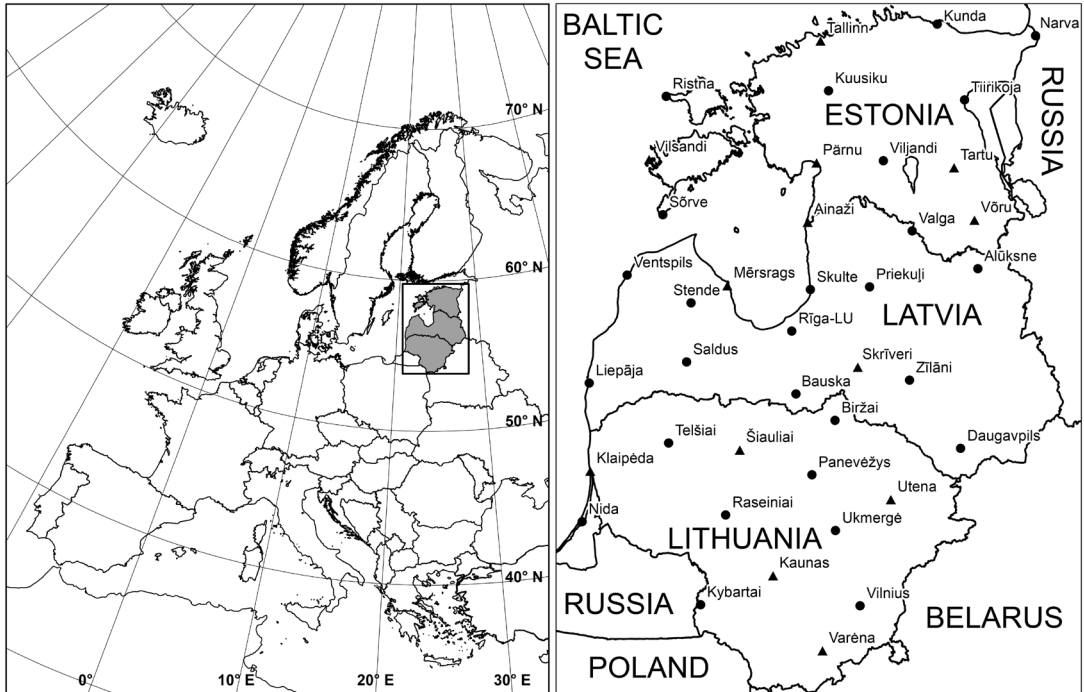 70° N
60° N
50° N
40° N
0°
10° E
20° E
30° E
BALTIC
SEA
Tallinn
Kunda
Narva
RUSSIA
Ristna
Kuusiku
Tiirikoja
ESTONIA
Vilsandi
Pärnu
Viljandi
Tartu
Sõrve
Ainaži
Valga
Võru
Ventspils
Mērsrags
Skulte
Priekuļi
Alūksne
Stende
Rīga-LU
LATVIA
Saldus
Skrīveri
Zīlāni
Liepāja
Bauska
Biržai
Telšiai
Šiauliai
Daugavpils
Klaipėda
Panevėžys
Utena
Nida
Raseiniai
Ukmergė
LITHUANIA
Kaunas
Kybartai
Vilnius
RUSSIA
BELARUS
Varėna
POLAND